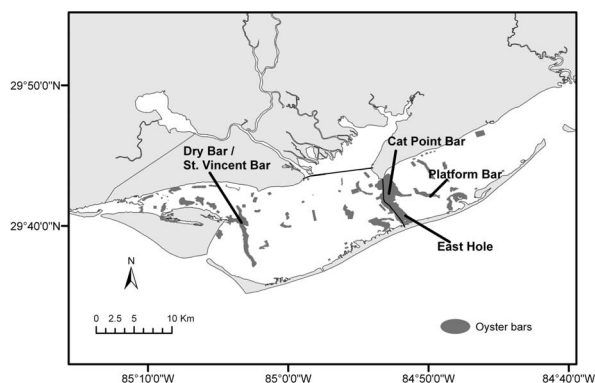 29°50'0"N
29°40'0"N
Dry Bar /
St. Vincent Bar
Cat Point Bar
Platform Bar
East Hole
N
0 2.5 5 10 Km
Oyster bars
85°10'0"W 85°0'0"W 84°50'0"W 84°40'0"W